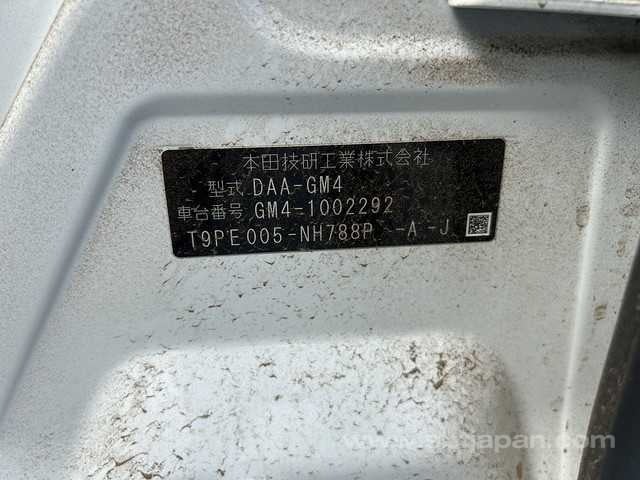 本田技研工業株式会社
型式 DAA-GM4
車台番号 GM4-1002292
T9PE005-NH788P -A -J